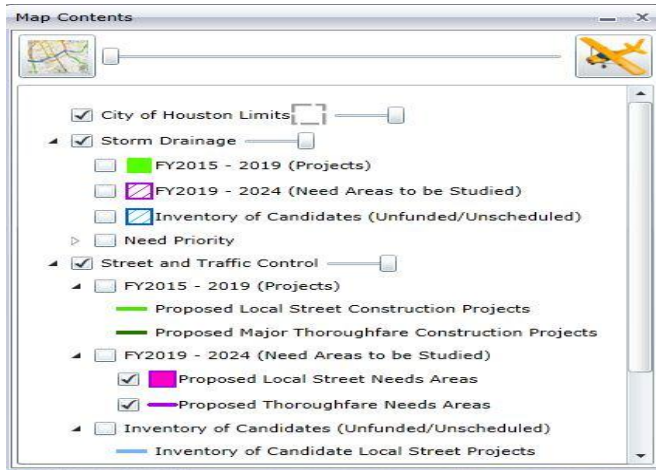 Map Contents
City of Houston Limits
Storm Drainage
FY2015 - 2019 (Projects)
FY2019 - 2024 (Need Areas to be Studied)
Inventory of Candidates (Unfunded/Unscheduled)
Need Priority
Street and Traffic Control
FY2015 - 2019 (Projects)
Proposed Local Street Construction Projects
Proposed Major Thoroughfare Construction Projects
FY2019 - 2024 (Need Areas to be Studied)
Proposed Local Street Needs Areas
Proposed Thoroughfare Needs Areas
Inventory of Candidates (Unfunded/Unscheduled)
Inventory of Candidate Local Street Projects